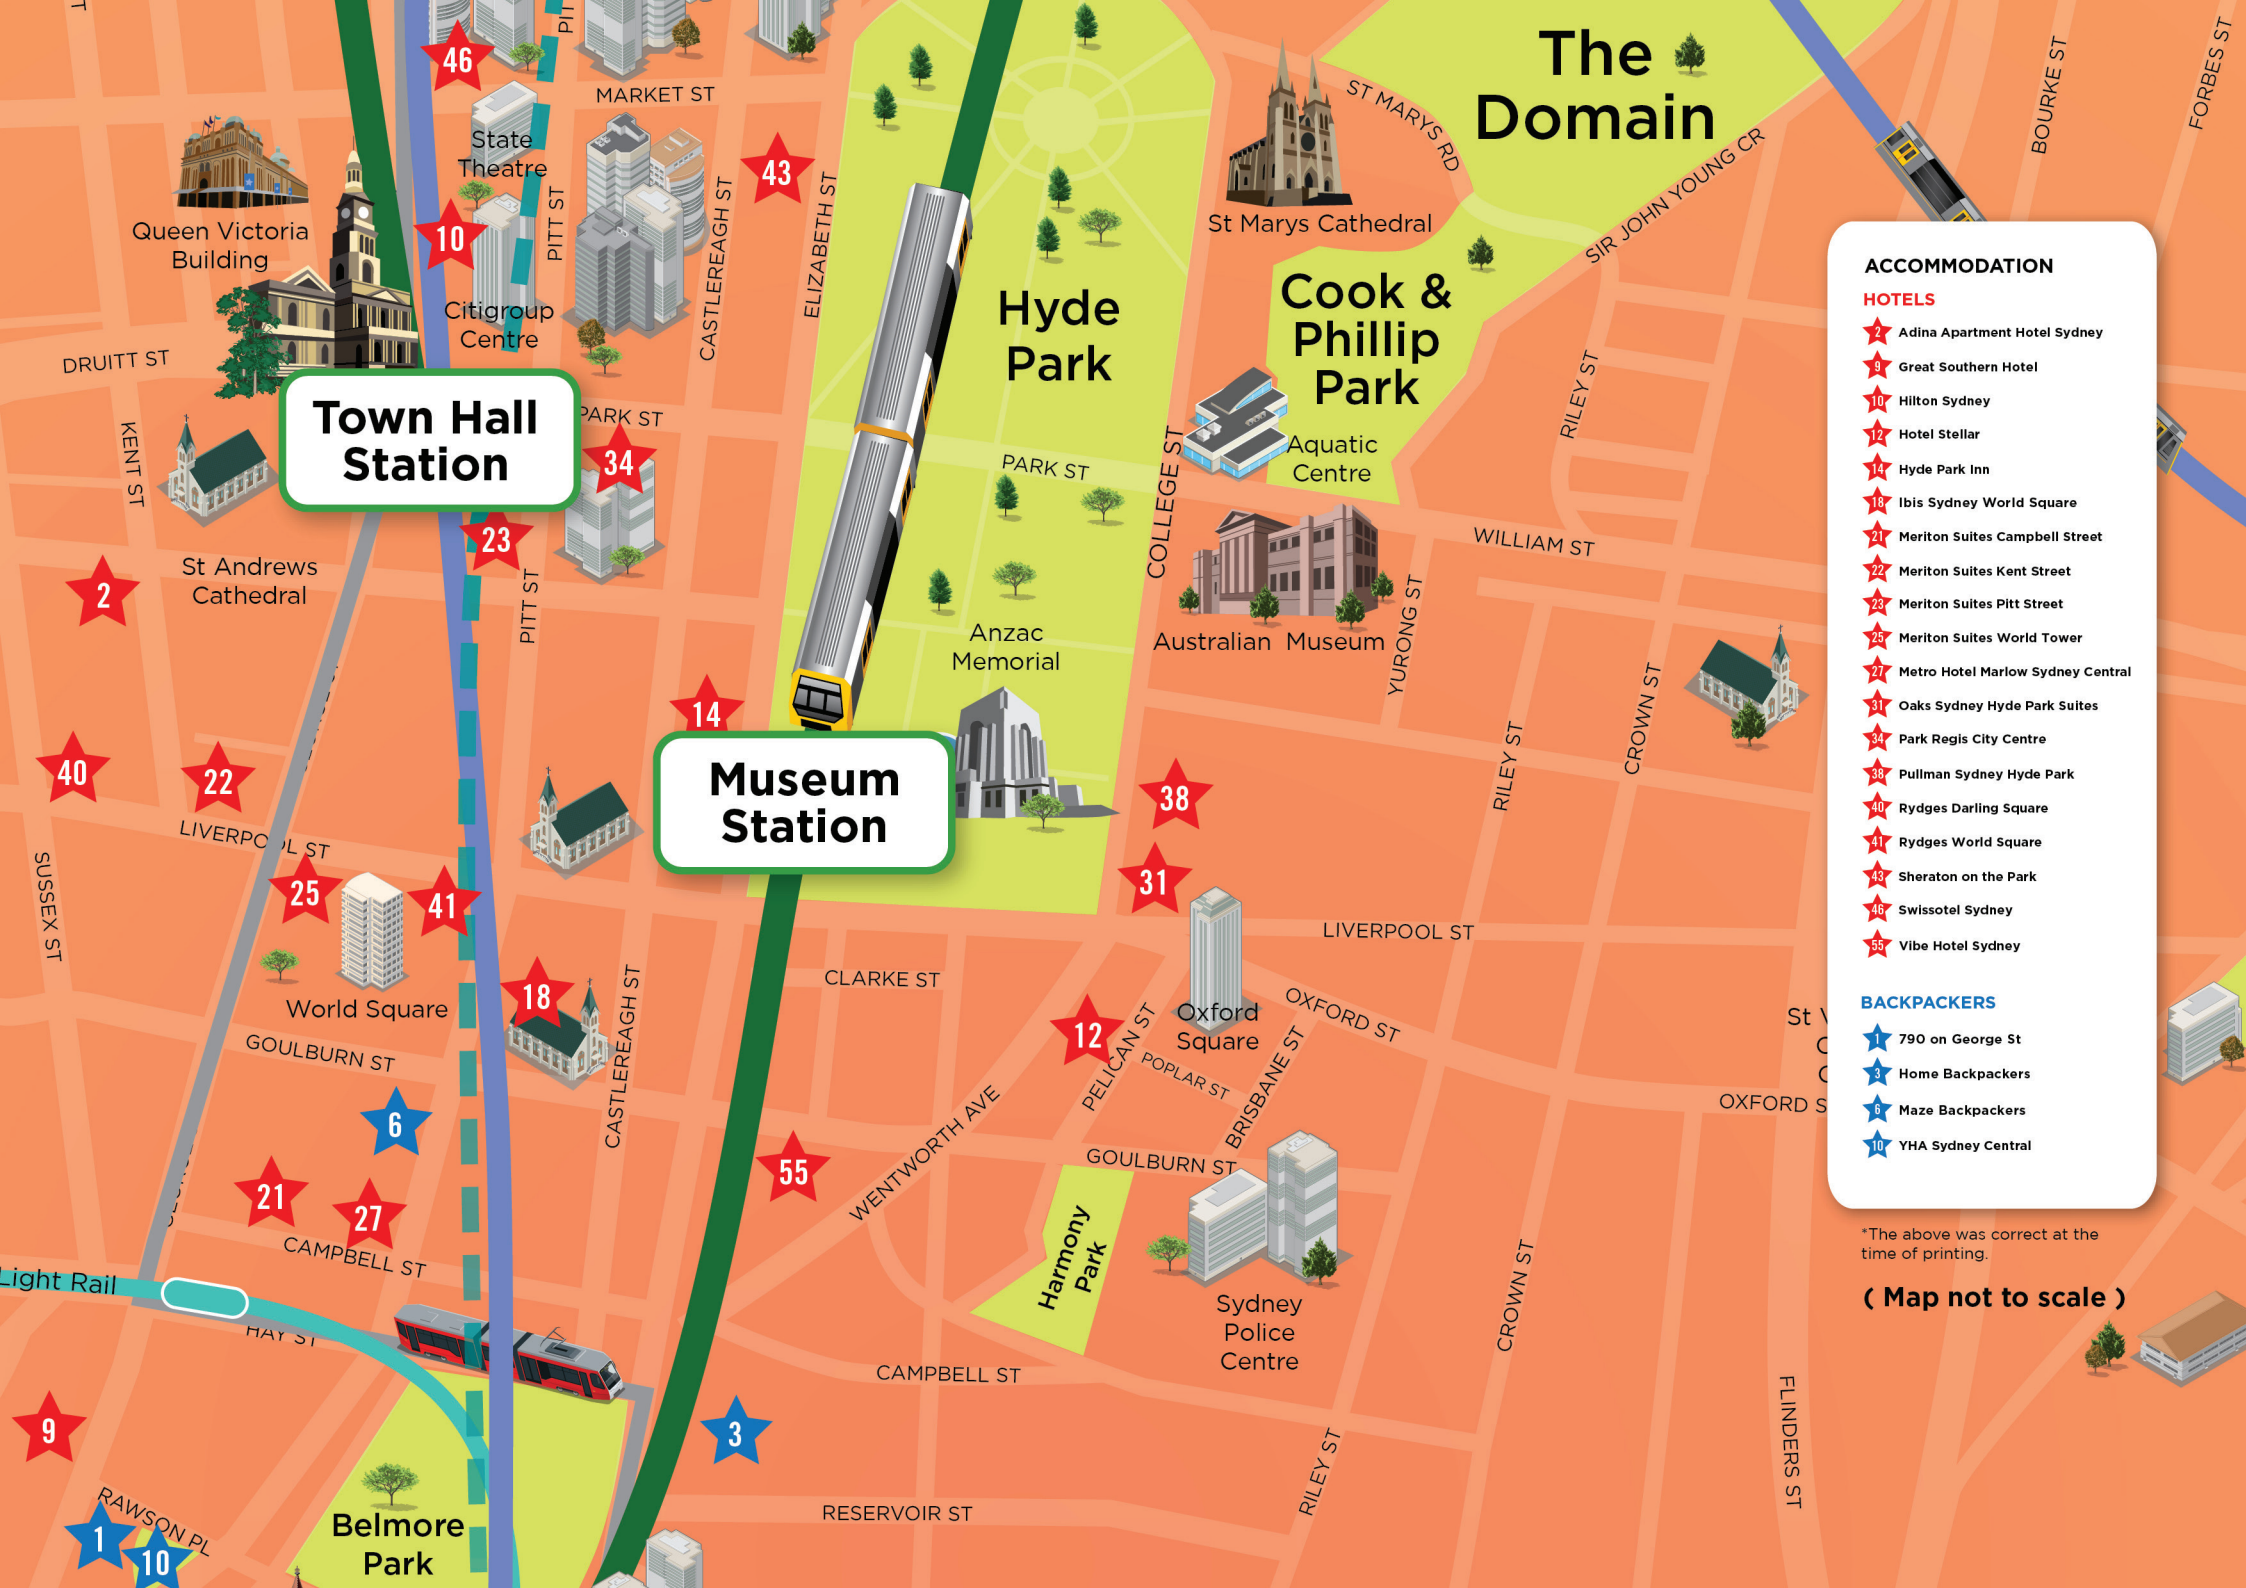 PIT
46
MARKET ST
State
Theatre
43
Queen Victoria
Building
10
PITT ST
CASTLEREAGH ST
ELIZABETH ST
Citigroup
Centre
DRUITT ST
KENT ST
Town Hall
Station
PARK ST
34
23
St Andrews
Cathedral
2
PITT ST
Hyde
Park
PARK ST
COLLEGE ST
Anzac
Memorial
14
Museum
Station
St Marys Cathedral
ST MARYS RD
The
Domain
SIR JOHN YOUNG CR
Cook &
Phillip
Park
Aquatic
Centre
RILEY ST
BOURKE ST
FORBES ST
WILLIAM ST
Australian Museum
YURONG ST
CROWN ST
RILEY ST
40
22
LIVERPOOL ST
SUSSEX ST
25
41
World Square
18
GOULBURN ST
CASTLEREAGH ST
6
21
27
CAMPBELL ST
Light Rail
HAY ST
9
RAWSON PL
1
10
Belmore
Park
38
31
LIVERPOOL ST
CLARKE ST
12
PELICAN ST
Oxford
Square
OXFORD ST
POPLAR ST
BRISBANE ST
WENTWORTH AVE
55
GOULBURN ST
Harmony
Park
Sydney
Police
Centre
CAMPBELL ST
3
RESERVOIR ST
RILEY ST
CROWN ST
FLINDERS ST
OXFORD S
St
ACCOMMODATION
HOTELS
2 Adina Apartment Hotel Sydney
9 Great Southern Hotel
10 Hilton Sydney
12 Hotel Stellar
14 Hyde Park Inn
18 Ibis Sydney World Square
21 Meriton Suites Campbell Street
22 Meriton Suites Kent Street
23 Meriton Suites Pitt Street
25 Meriton Suites World Tower
27 Metro Hotel Marlow Sydney Central
31 Oaks Sydney Hyde Park Suites
34 Park Regis City Centre
38 Pullman Sydney Hyde Park
40 Rydges Darling Square
41 Rydges World Square
43 Sheraton on the Park
46 Swissotel Sydney
55 Vibe Hotel Sydney
BACKPACKERS
1 790 on George St
3 Home Backpackers
6 Maze Backpackers
10 YHA Sydney Central
*The above was correct at the
time of printing.
( Map not to scale )